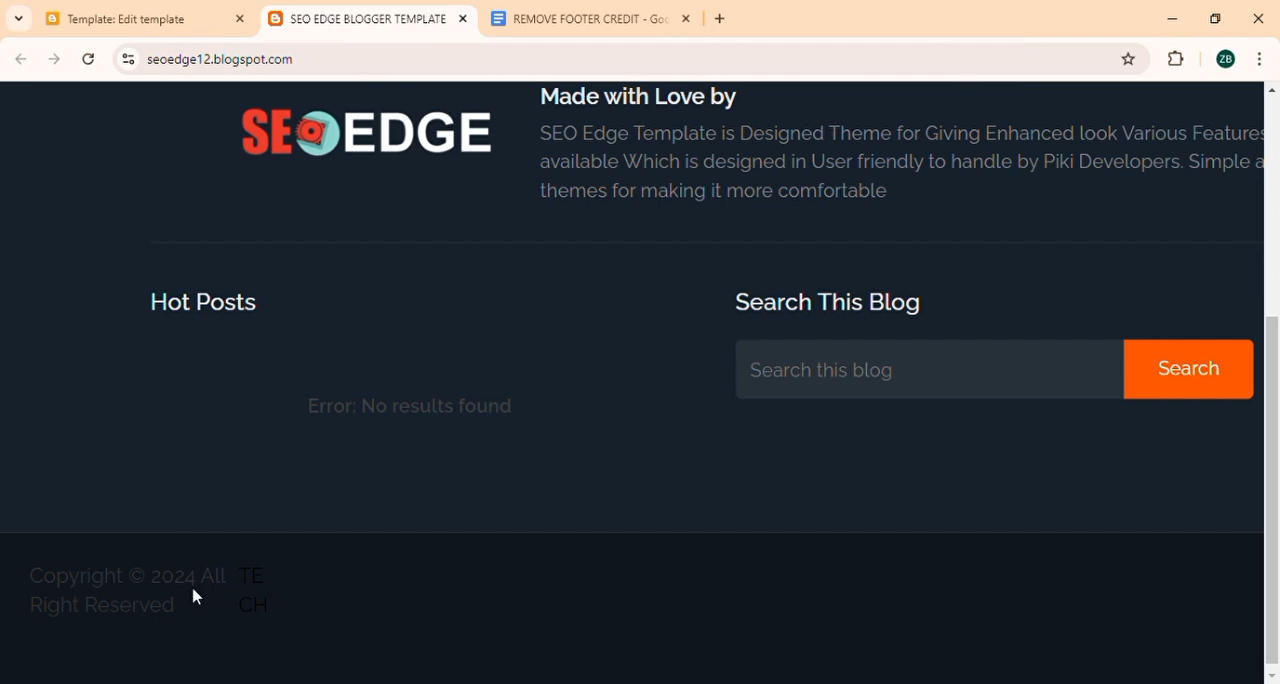 Template: Edit template
SEO EDGE BLOGGER TEMPLATE
REMOVE FOOTER CREDIT - Goo
seoedge12.blogspot.com
ZB
SEO EDGE
Made with Love by
SEO Edge Template is Designed Theme for Giving Enhanced look Various Features
available Which is designed in User friendly to handle by Piki Developers. Simple a
themes for making it more comfortable
Hot Posts
Search This Blog
Search this blog
Search
Error: No results found
Copyright © 2024 All
Right Reserved
TE
CH